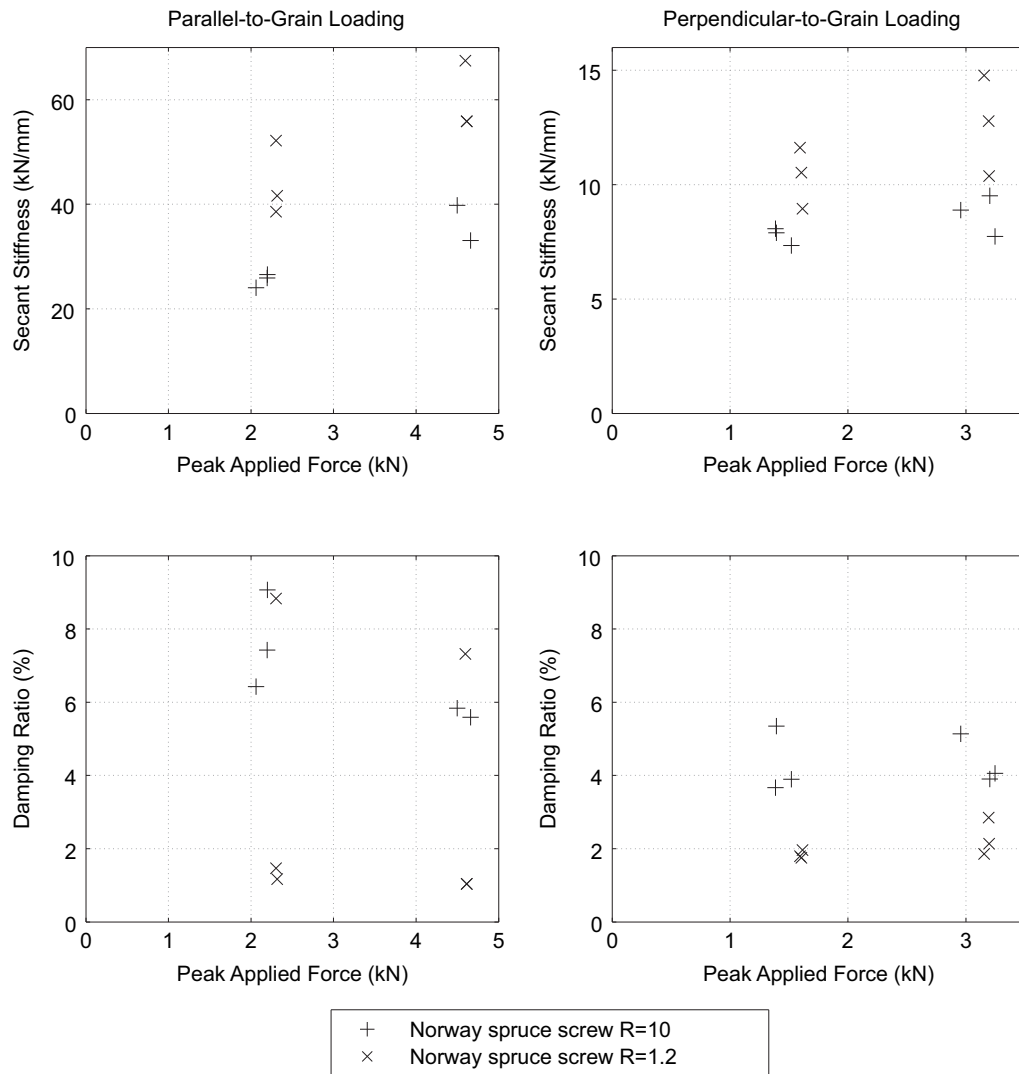 Parallel-to-Grain Loading
Perpendicular-to-Grain Loading
Secant Stiffness (kN/mm)
60
40
20
0
0 1 2 3 4 5
Peak Applied Force (kN)
Secant Stiffness (kN/mm)
15
10
5
0
0 1 2 3
Peak Applied Force (kN)
Damping Ratio (%)
10
8
6
4
2
0
0 1 2 3 4 5
Peak Applied Force (kN)
Damping Ratio (%)
10
8
6
4
2
0
0 1 2 3
Peak Applied Force (kN)
Norway spruce screw R=10
Norway spruce screw R=1.2